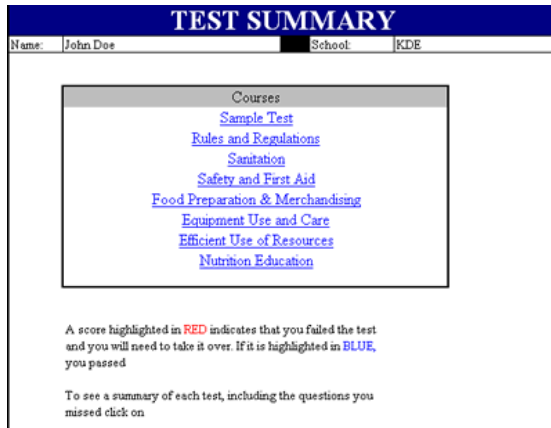 TEST SUMMARY
Name: John Doe School: KDE
Courses
Sample Test
Rules and Regulations
Sanitation
Safety and First Aid
Food Preparation & Merchandising
Equipment Use and Care
Efficient Use of Resources
Nutrition Education
A score highlighted in RED indicates that you failed the test
and you will need to take it over. If it is highlighted in BLUE,
you passed
To see a summary of each test, including the questions you
missed click on